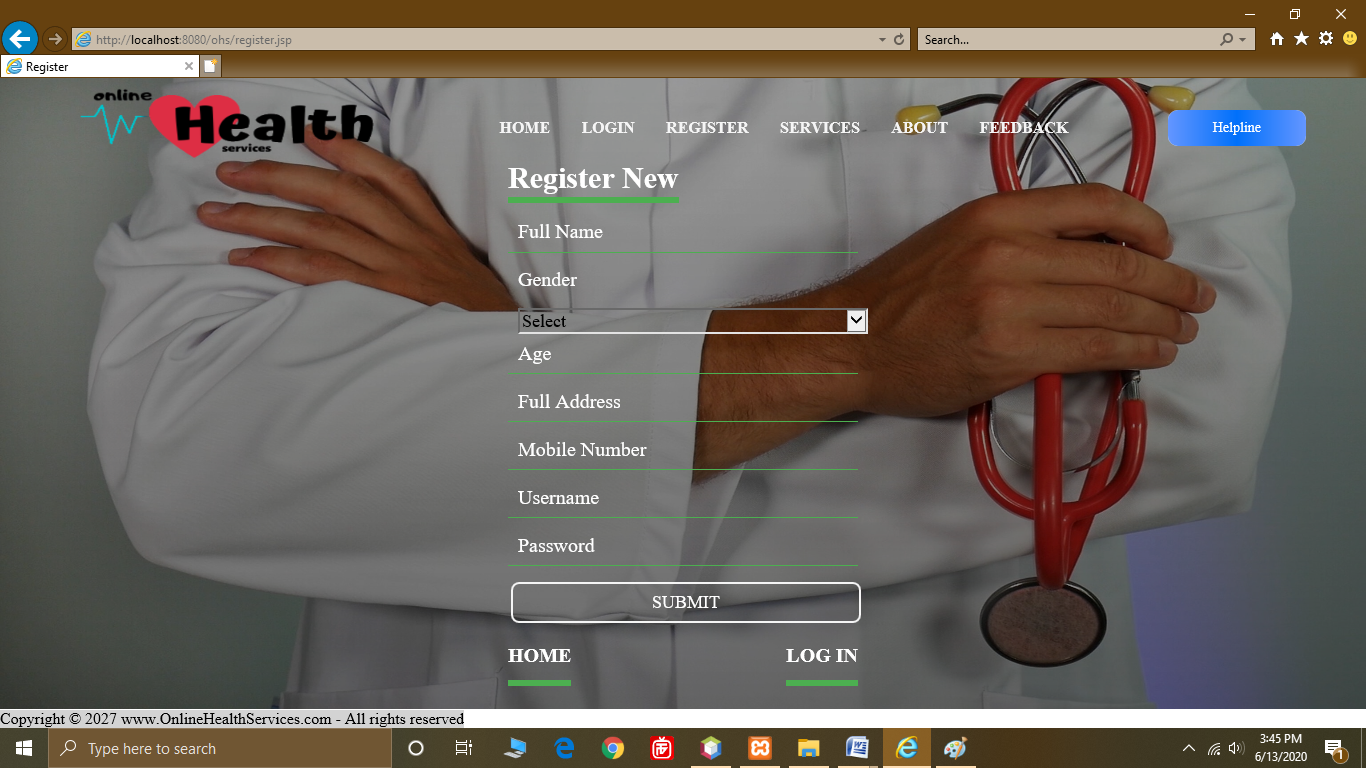 http://localhost:8080/ohs/register.jsp
Search...
Register
online
Health
services
HOME LOGIN REGISTER SERVICES ABOUT FEEDBACK
Helpline
Register New
Full Name
Gender
Select
Age
Full Address
Mobile Number
Username
Password
SUBMIT
HOME LOG IN
Copyright © 2027 www.OnlineHealthServices.com - All rights reserved
Type here to search
3:45 PM
6/13/2020
1